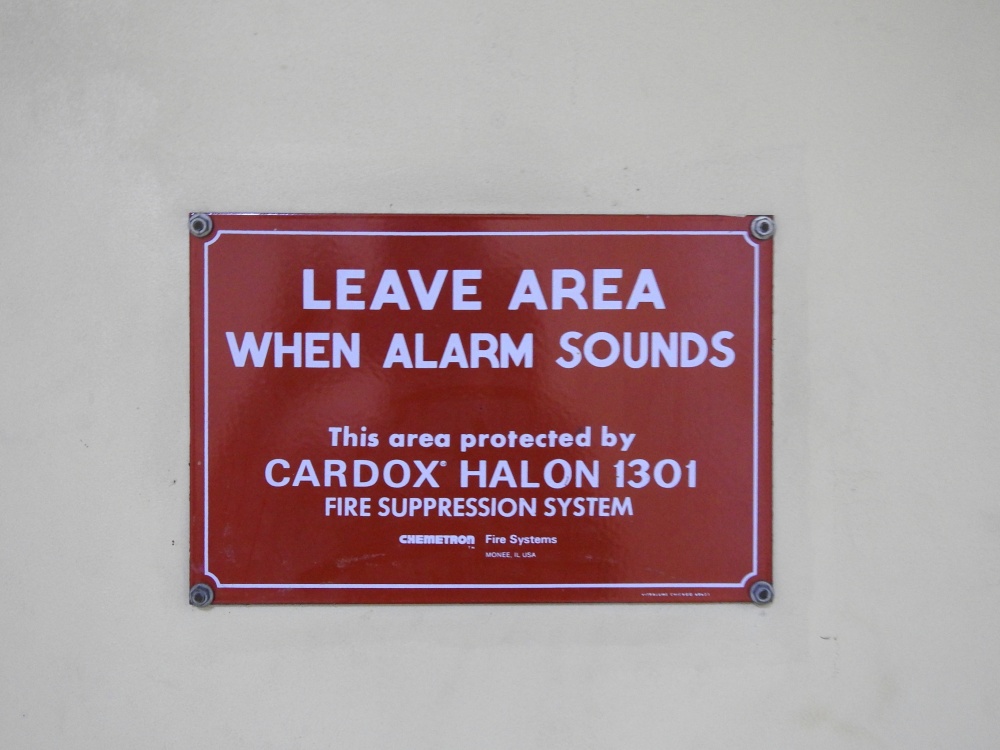 LEAVE AREA
WHEN ALARM SOUNDS
This area protected by
CARDOX® HALON 1301
FIRE SUPPRESSION SYSTEM
CHEMETRON™ Fire Systems
MONEE, IL USA